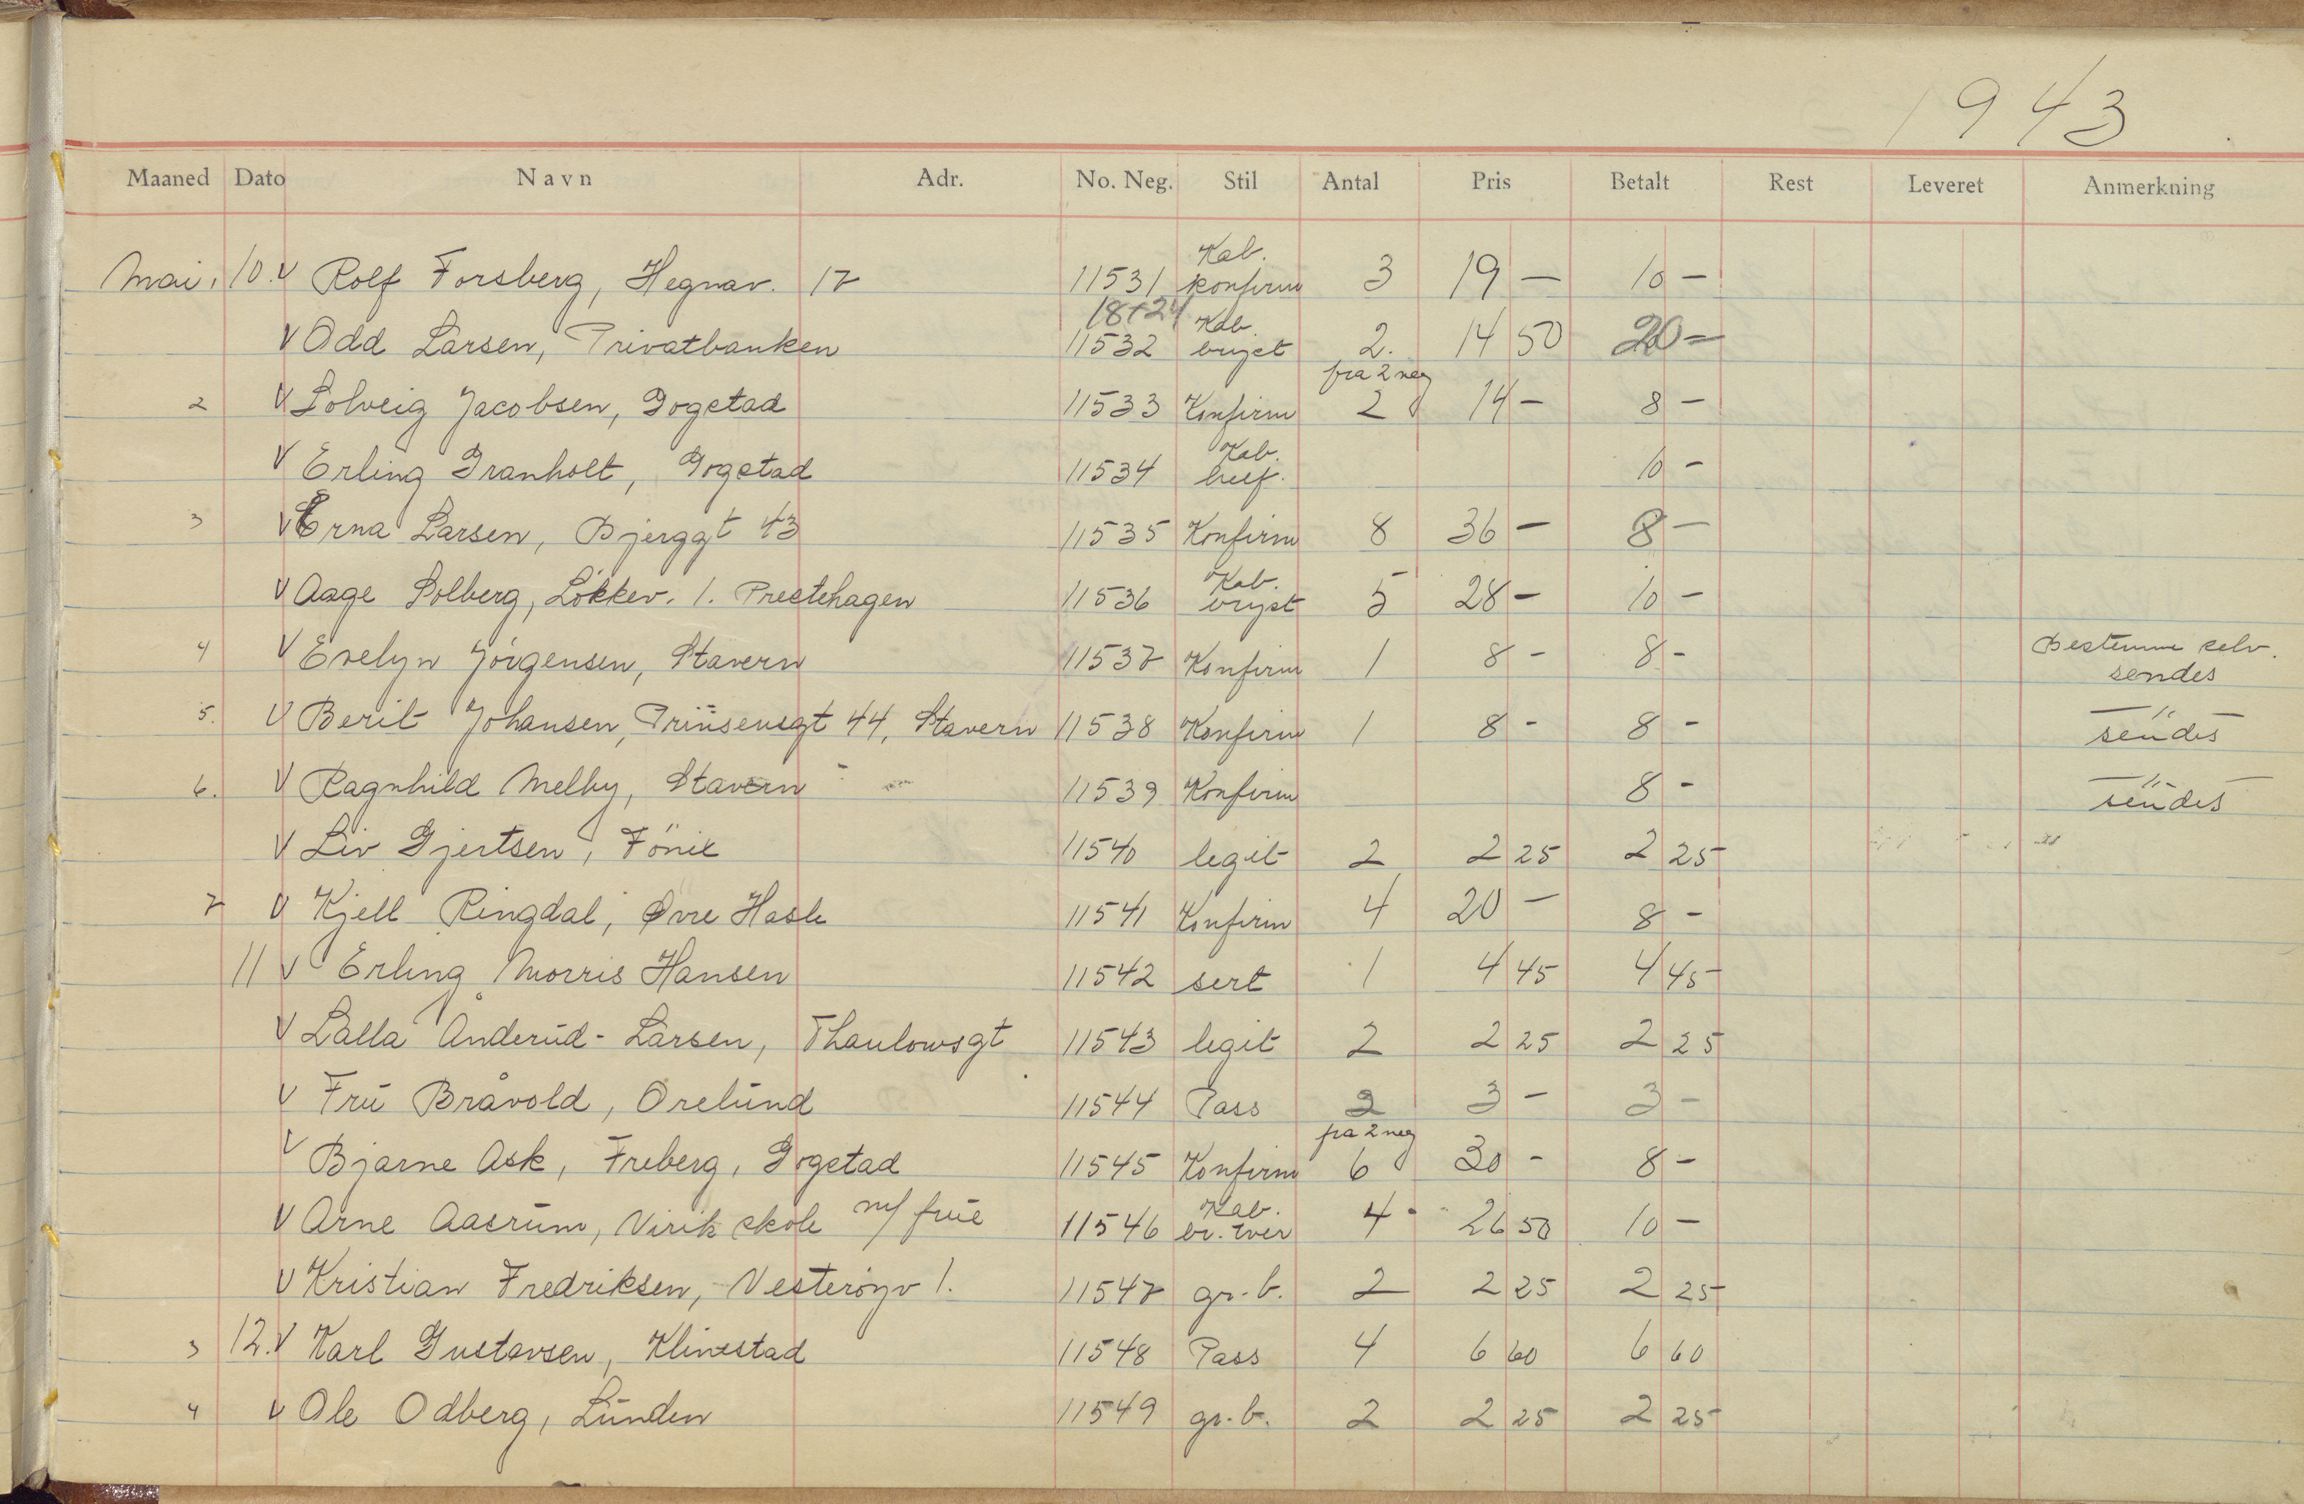 1943
Maaned Dato Navn Adr. No. Neg. Stil Antal Pris Betalt Rest Leveret Anmerkning
Kab.
Mai, 10. V Rolf Forsberg, Hegnav. 17 11531 konfirm 3 19 — 10 —
18+24 Kab.
V Odd Larsen, Privatbanken 11532 bryst 2. 14 50 20 —
fra 2 neg
2 V Solveig Jacobsen, Gogstad 11533 Konfirm 2 14 — 8 —
Kab.
V Erling Granholt, Gogstad 11534 helf. 10 —
3 V Erna Larsen, Bjerggt 43 11535 Konfirm 8 36 — 8 —
Kab.
V Aage Solberg, Løkkev. 1. Prestehagen 11536 bryst 5 28 — 10 —
4 V Evelyn Jørgensen, Stavern 11537 Konfirm 1 8 — 8 — Bestemme selv.
sendes
5. V Berit Johansen, Prinsensgt 44, Stavern 11538 Konfirm 1 8 - 8 - — " —
sendes
6. V Ragnhild Melby, Stavern 11539 Konfirm 8 - — " —
sendes
V Liv Gjertsen, Fönix 11540 legit 2 2 25 2 25
7 V Kjell Ringdal, Øvre Hasle 11541 Konfirm 4 20 — 8 —
11 V Erling Morris Hansen 11542 sert 1 4 45 4 45
V Lalla Ånderud-Larsen, Thaulowsgt 11543 legit 2 2 25 2 25
V Fru Bråvold, Orelund 11544 Pass 2 3 - 3 -
fra 2 neg
V Bjarne Ask, Freberg, Gogstad 11545 Konfirm 6 30 - 8 -
Kab.
V Arne Aasrum, Virik skole m/ frue 11546 br. tver 4 26 50 10 —
V Kristian Fredriksen, Vesterøyv 1. 11547 gr. b. 2 2 25 2 25
3 12. V Karl Gustavsen, Klinestad 11548 Pass 4 6 60 6 60
4 V Ole Odberg, Lunden 11549 gr. b. 2 2 25 2 25